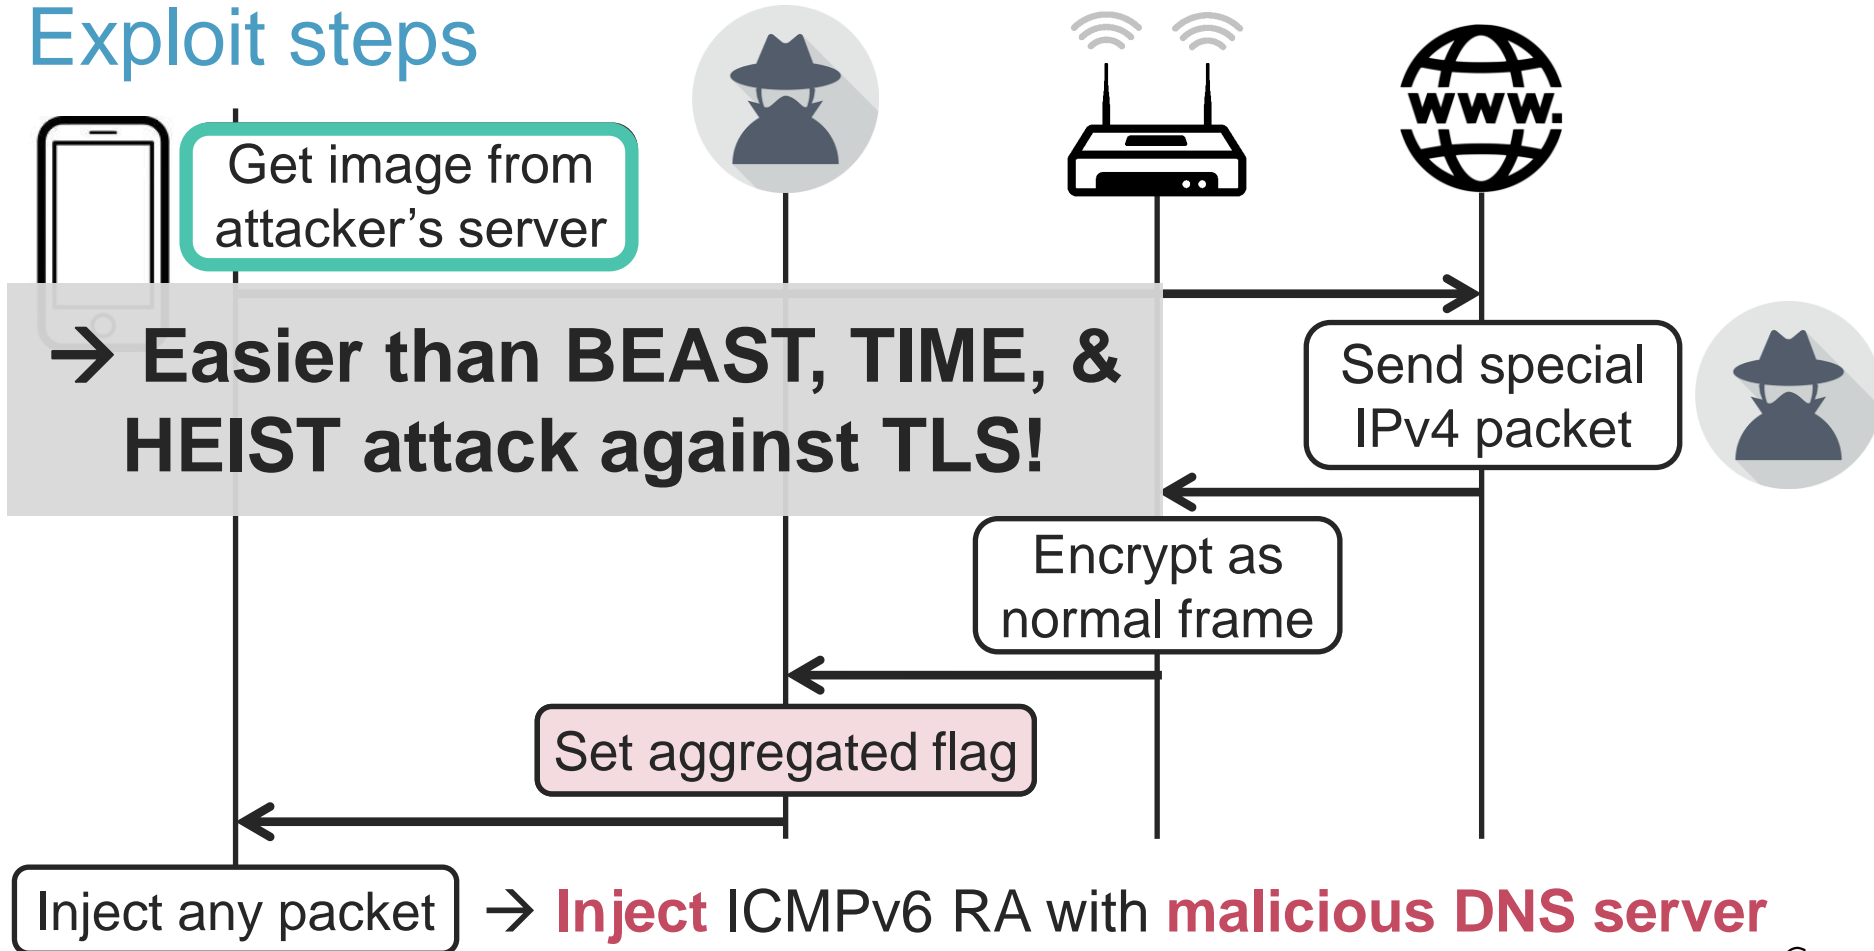 Exploit steps
www.
Get image from
attacker's server
→ Easier than BEAST, TIME, &
HEIST attack against TLS!
Send special
IPv4 packet
Encrypt as
normal frame
Set aggregated flag
Inject any packet → Inject ICMPv6 RA with malicious DNS server